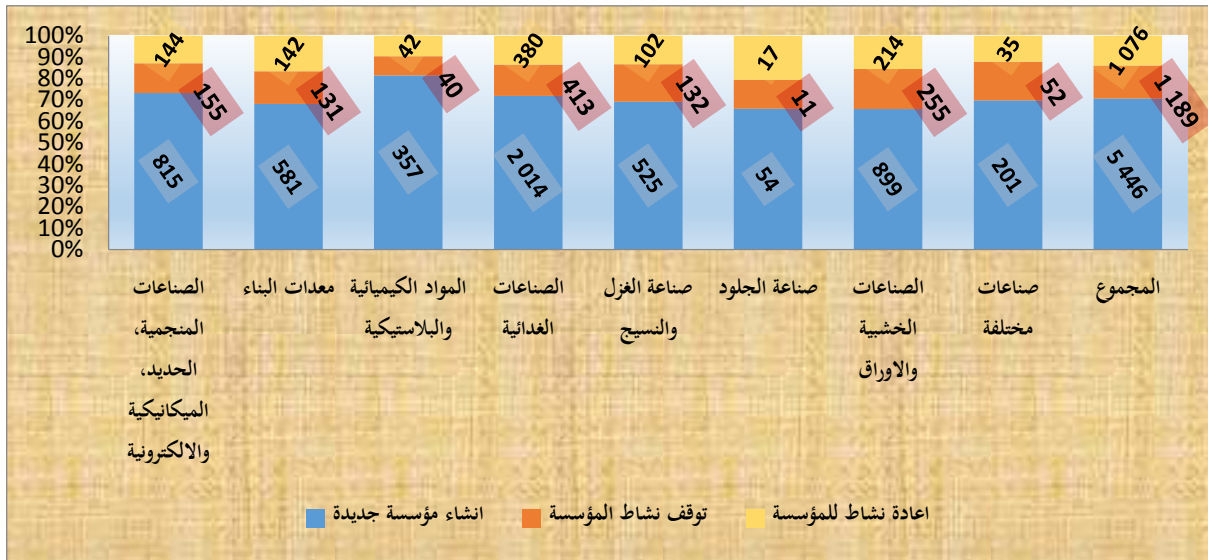 100%
90%
80%
70%
60%
50%
40%
30%
20%
10%
0%
144 142 42 380 102 17 214 35 1 076
155 131 40 413 132 11 255 52 1 189
815 581 357 2 014 525 54 899 201 5 446
الصناعات
المنجمية،
الحديد،
الميكانيكية
والالكترونية
معدات البناء
المواد الكيميائية
والبلاستيكية
الصناعات
الغدائية
صناعة الغزل
والنسيج
صناعة الجلود
الصناعات
الخشبية
والاوراق
صناعات
مختلفة
المجموع
انشاء مؤسسة جديدة
توقف نشاط المؤسسة
اعادة نشاط للمؤسسة